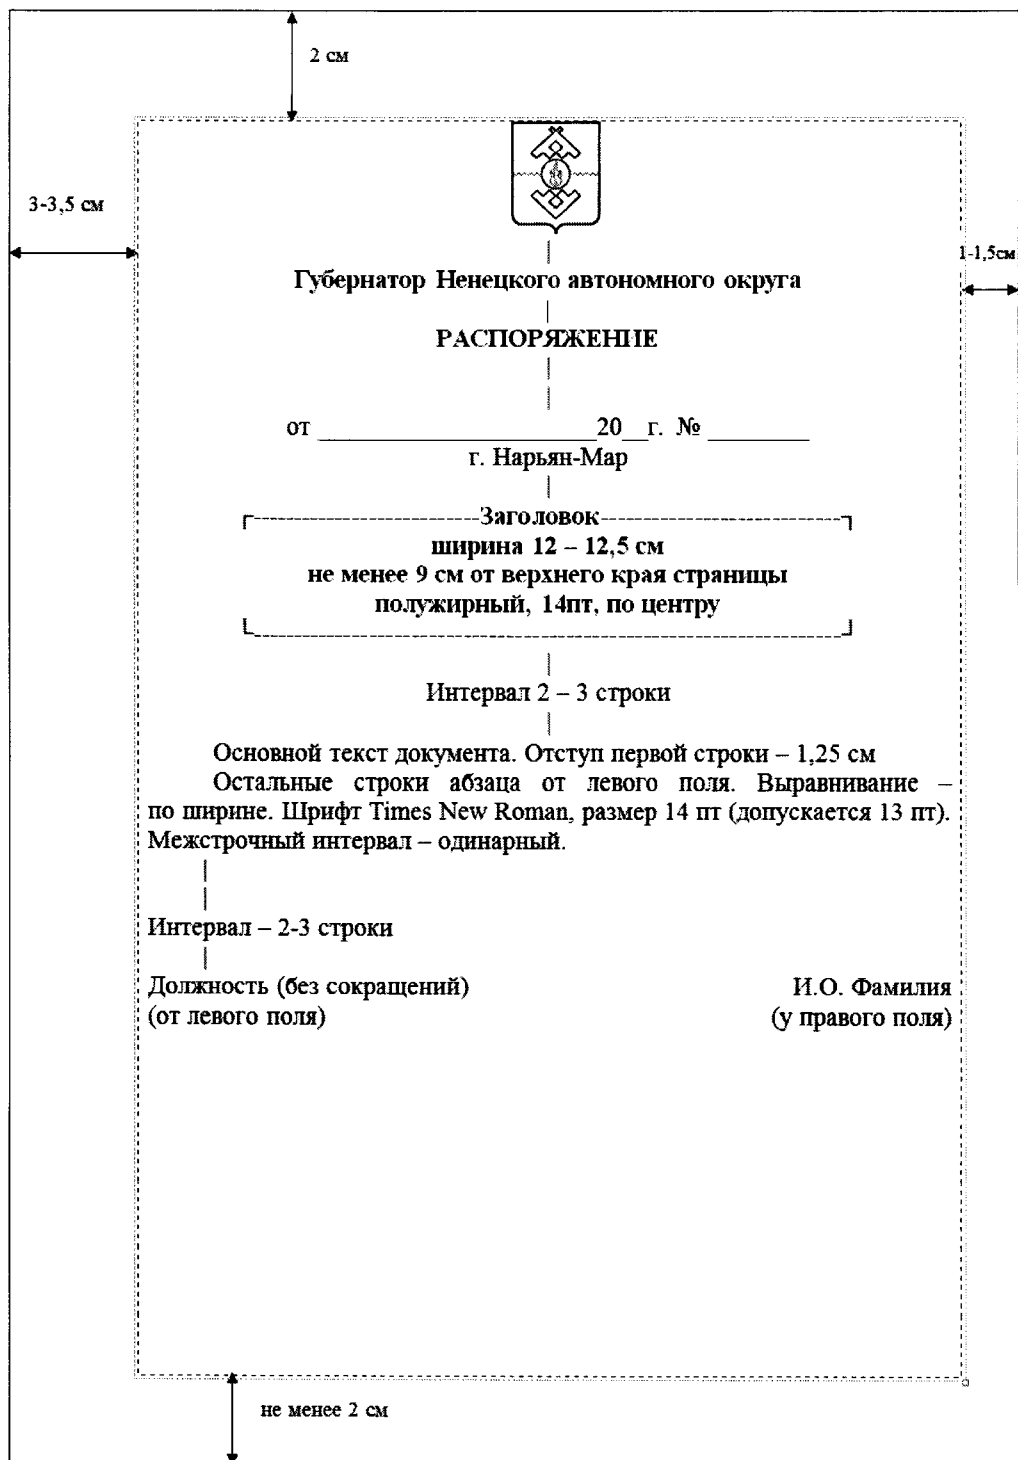 2 см
3-3,5 см
1-1,5см
Губернатор Ненецкого автономного округа
РАСПОРЯЖЕНИЕ
от ______________________20__г. № ________
г. Нарьян-Мар
Заголовок
ширина 12 – 12,5 см
не менее 9 см от верхнего края страницы
полужирный, 14пт, по центру
Интервал 2 – 3 строки
Основной текст документа. Отступ первой строки – 1,25 см
Остальные строки абзаца от левого поля. Выравнивание –
по ширине. Шрифт Times New Roman, размер 14 пт (допускается 13 пт).
Межстрочный интервал – одинарный.
Интервал – 2-3 строки
Должность (без сокращений) И.О. Фамилия
(от левого поля) (у правого поля)
не менее 2 см